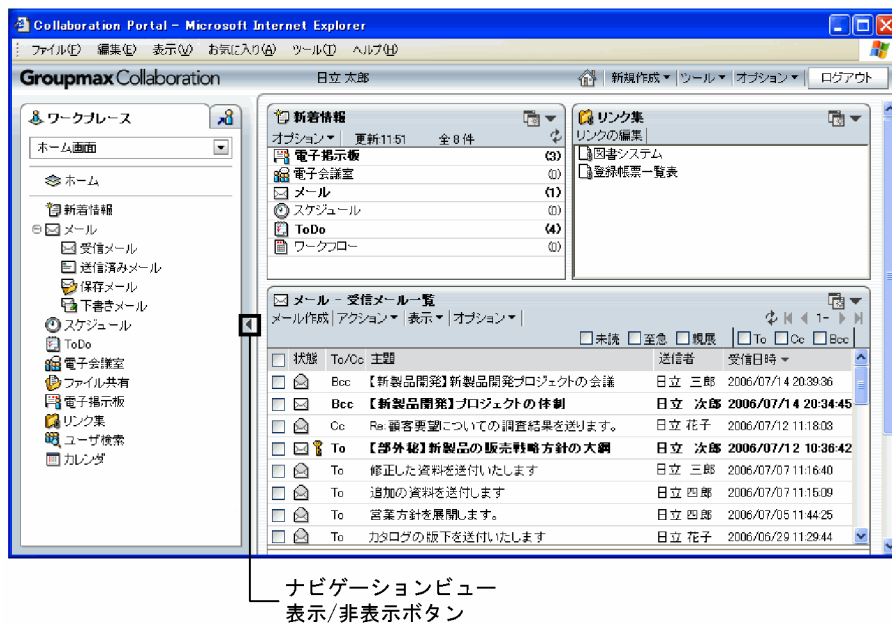 Collaboration Portal - Microsoft Internet Explorer
ファイル(F) 編集(E) 表示(V) お気に入り(A) ツール(T) ヘルプ(H)
Groupmax Collaboration 日立 太郎 新規作成 ツール オプション ログアウト
ワークプレース
ホーム画面
ホーム
新着情報
メール
受信メール
送信済みメール
保存メール
下書きメール
スケジュール
ToDo
電子会議室
ファイル共有
電子掲示板
リンク集
ユーザ検索
カレンダ
新着情報
オプション 更新11:51 全8件
電子掲示板 (3)
電子会議室 (0)
メール (1)
スケジュール (0)
ToDo (4)
ワークフロー (0)
リンク集
リンクの編集
図書システム
登録帳票一覧表
メール - 受信メール一覧
メール作成 アクション 表示 オプション 1-
未読 至急 親展 To Cc Bcc
状態 To/Cc 主題 送信者 受信日時
Bcc 【新製品開発】新製品開発プロジェクトの会議 日立 三郎 2006/07/14 20:39:36
Bcc 【新製品開発】プロジェクトの体制 日立 次郎 2006/07/14 20:34:45
Cc Re:顧客要望についての調査結果を送ります。 日立 花子 2006/07/12 11:18:03
To 【部外秘】新製品の販売戦略方針の大綱 日立 次郎 2006/07/12 10:36:42
To 修正した資料を送付いたします 日立 三郎 2006/07/07 11:16:40
To 追加の資料を送付します 日立 四郎 2006/07/07 11:15:09
To 営業方針を展開します。 日立 四郎 2006/07/05 11:44:25
To カタログの版下を送付いたします 日立 花子 2006/06/29 11:29:44
ナビゲーションビュー
表示/非表示ボタン